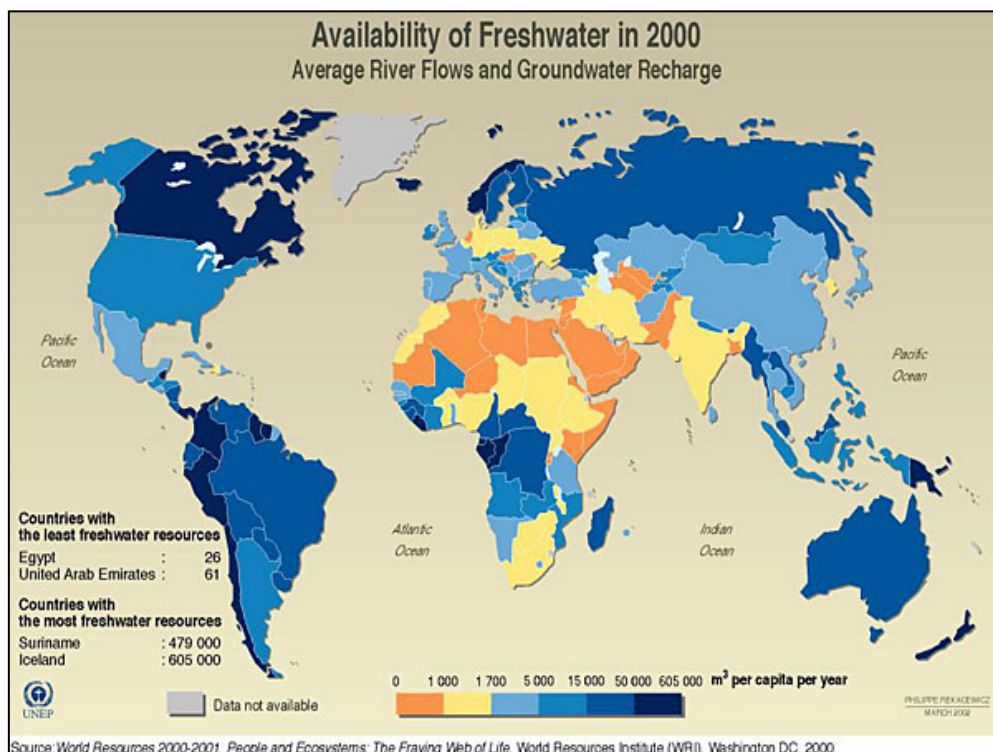 Availability of Freshwater in 2000
Average River Flows and Groundwater Recharge
Pacific
Ocean
Pacific
Ocean
Atlantic
Ocean
Indian
Ocean
Countries with
the least freshwater resources
Egypt : 26
United Arab Emirates : 61
Countries with
the most freshwater resources
Suriname : 479 000
Iceland : 605 000
0 1 000 1 700 5 000 15 000 50 000 605 000 m³ per capita per year
Data not available
UNEP
PHILIPPE REKACEWICZ
MARCH 2002
Source: World Resources 2000-2001, People and Ecosystems: The Fraying Web of Life, World Resources Institute (WRI), Washington DC, 2000.